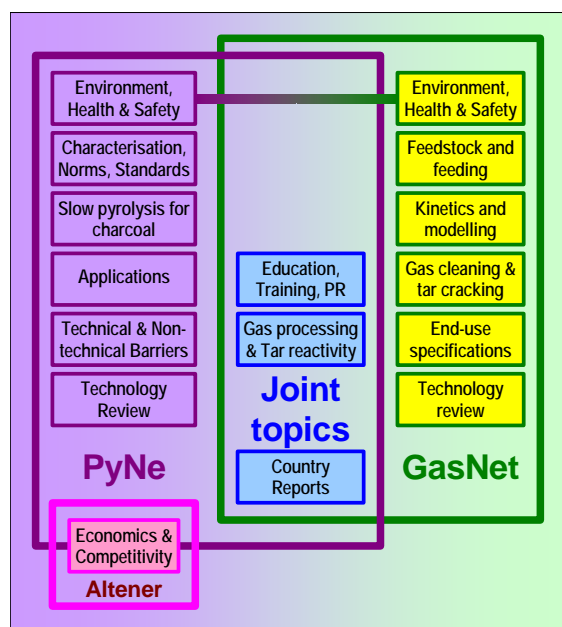 Environment,
Health & Safety
Characterisation,
Norms, Standards
Slow pyrolysis for
charcoal
Applications
Technical & Non-
technical Barriers
Technology
Review
PyNe
Economics &
Competitivity
Altener
Education,
Training, PR
Gas processing
& Tar reactivity
Joint
topics
Country
Reports
Environment,
Health & Safety
Feedstock and
feeding
Kinetics and
modelling
Gas cleaning &
tar cracking
End-use
specifications
Technology
review
GasNet